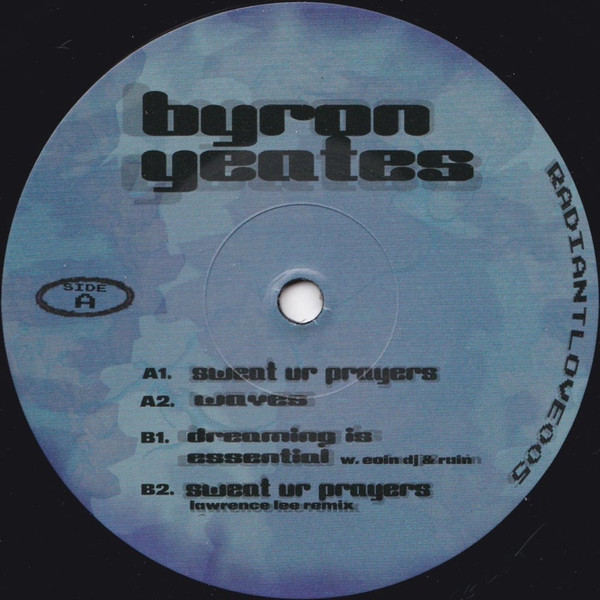 byron
yeates
SIDE
A
A1. sweat ur prayers
A2. waves
B1. dreaming is
essential w. eoin dj & ruin
B2. sweat ur prayers
lawrence lee remix
RADIANTLOVE005